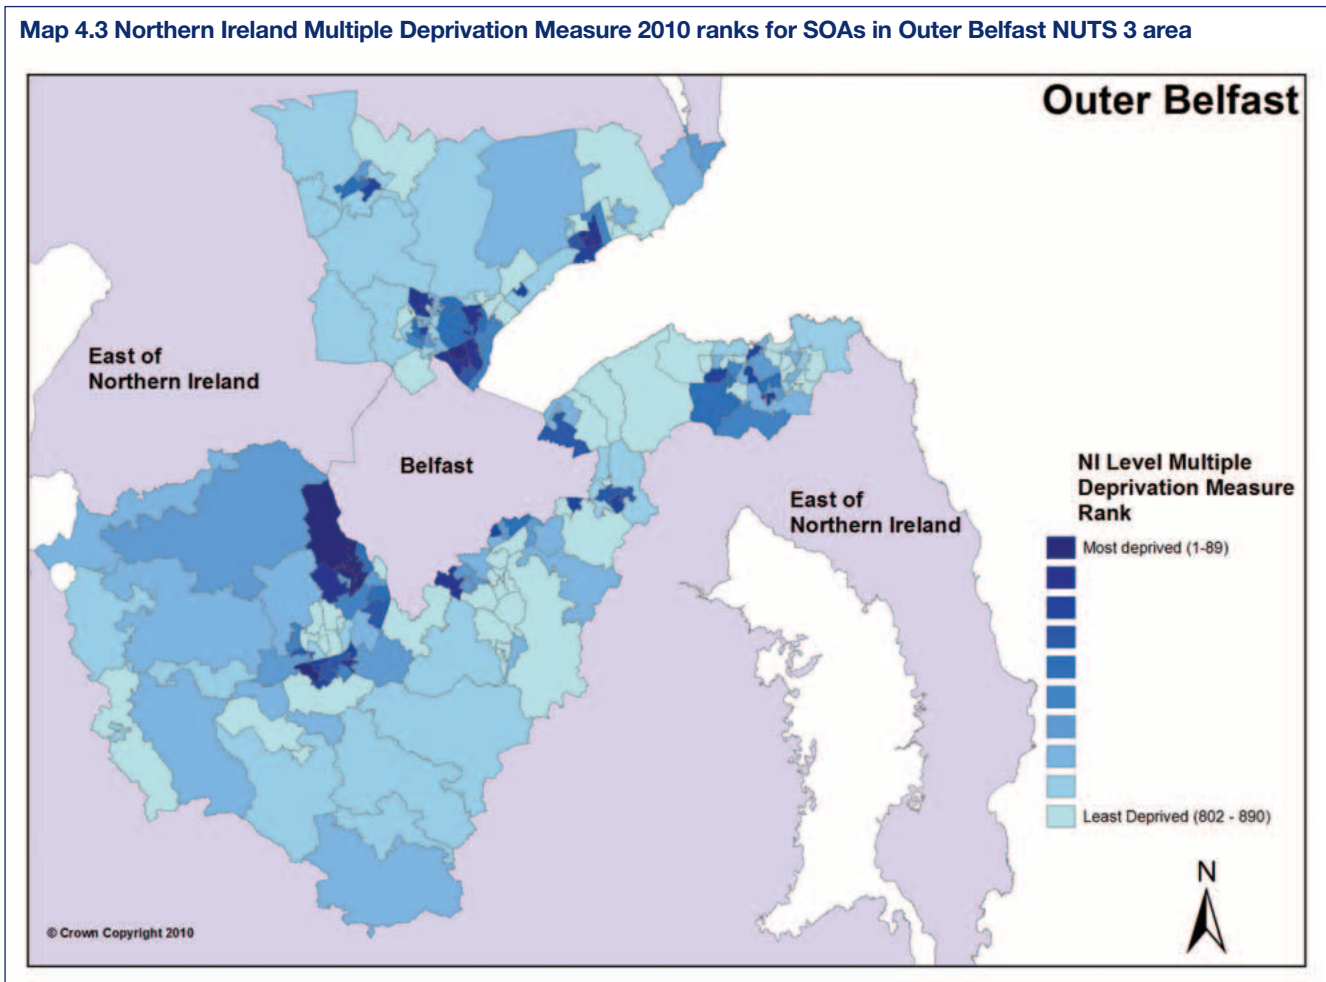 Map 4.3 Northern Ireland Multiple Deprivation Measure 2010 ranks for SOAs in Outer Belfast NUTS 3 area
Outer Belfast
East of
Northern Ireland
Belfast
East of
Northern Ireland
NI Level Multiple
Deprivation Measure
Rank
Most deprived (1-89)
Least Deprived (802 - 890)
N
© Crown Copyright 2010